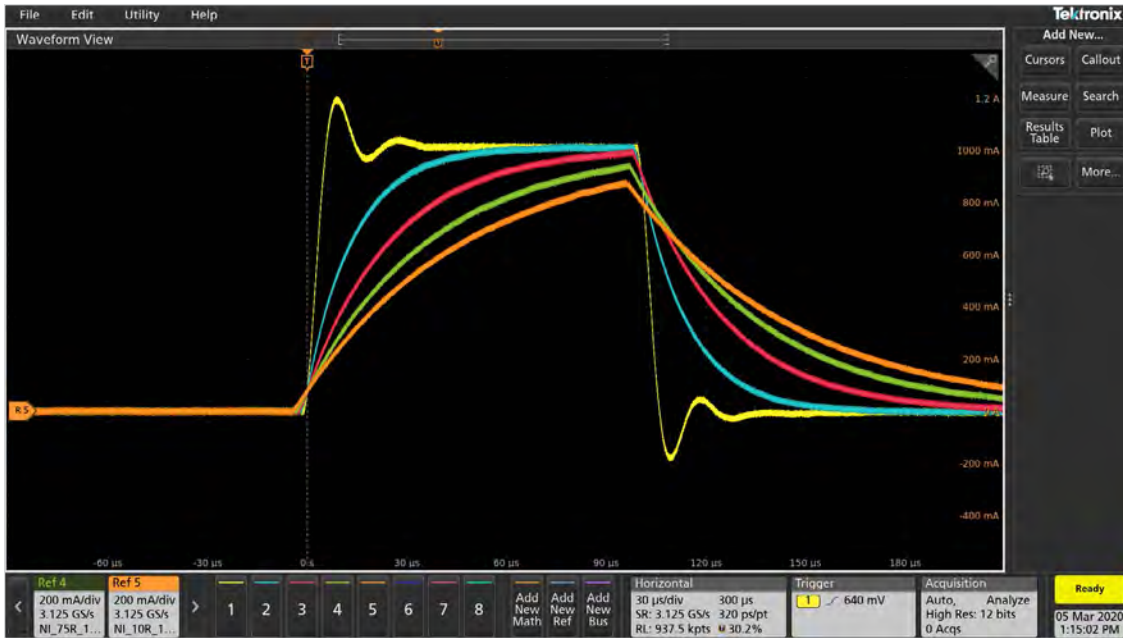 File Edit Utility Help
Tektronix
Waveform View
Add New...
Cursors Callout
Measure Search
Results Table Plot
More...
T
U
1.2 A
1000 mA
800 mA
600 mA
400 mA
200 mA
-200 mA
-400 mA
R 5
-60 µs -30 µs 0 s 30 µs 60 µs 90 µs 120 µs 150 µs 180 µs
Ref 4
200 mA/div
3.125 GS/s
NI_75R_1...
Ref 5
200 mA/div
3.125 GS/s
NI_10R_1...
1 2 3 4 5 6 7 8
Add New Math
Add New Ref
Add New Bus
Horizontal
30 µs/div 300 µs
SR: 3.125 GS/s 320 ps/pt
RL: 937.5 kpts 30.2%
Trigger
1 640 mV
Acquisition
Auto, Analyze
High Res: 12 bits
0 Acqs
Ready
05 Mar 2020
1:15:02 PM